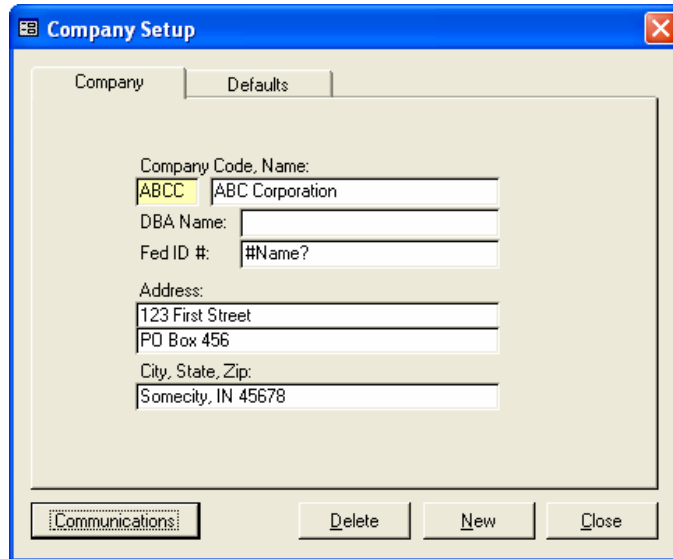 Company Setup
Company Defaults
Company Code, Name:
ABCC ABC Corporation
DBA Name:
Fed ID #: #Name?
Address:
123 First Street
PO Box 456
City, State, Zip:
Somecity, IN 45678
Communications Delete New Close